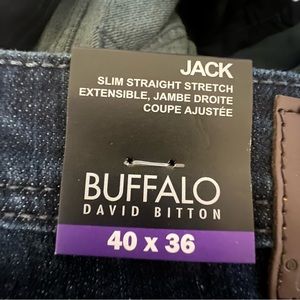 JACK
SLIM STRAIGHT STRETCH
EXTENSIBLE, JAMBE DROITE
COUPE AJUSTÉE
BUFFALO
DAVID BITTON
40 x 36